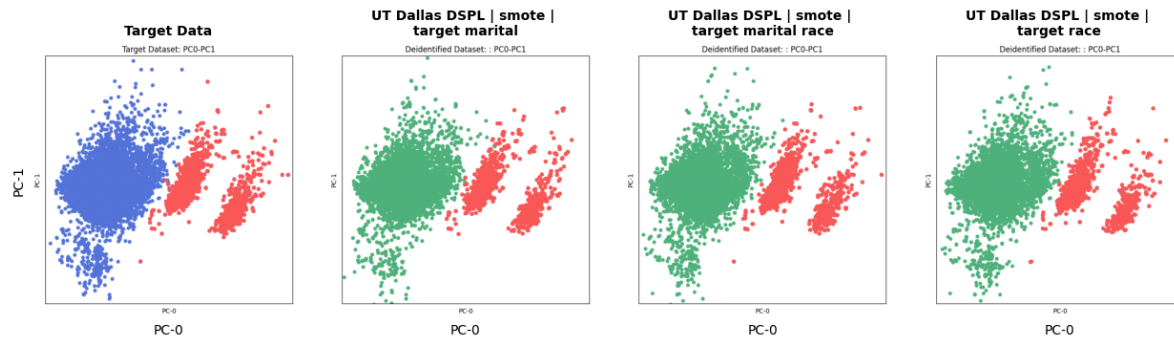 Target Data
Target Dataset: PC0-PC1
PC-1
PC-1
PC-0
PC-0
UT Dallas DSPL | smote |
target marital
Deidentified Dataset: : PC0-PC1
PC-1
PC-0
PC-0
UT Dallas DSPL | smote |
target marital race
Deidentified Dataset: : PC0-PC1
PC-1
PC-0
PC-0
UT Dallas DSPL | smote |
target race
Deidentified Dataset: : PC0-PC1
PC-1
PC-0
PC-0